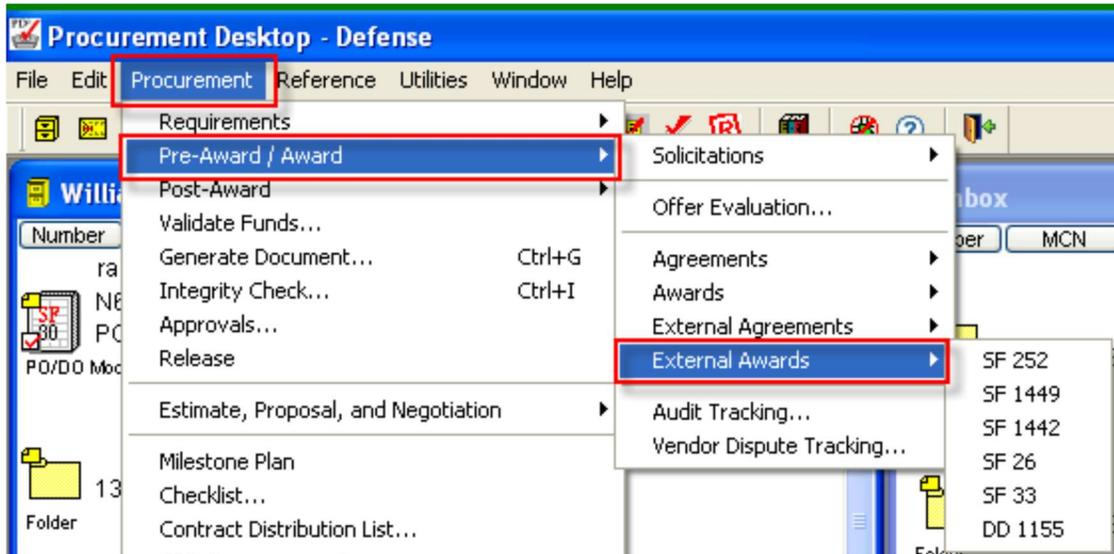 Procurement Desktop - Defense
File Edit Procurement Reference Utilities Window Help
Requirements
Pre-Award / Award
Post-Award
Validate Funds...
Generate Document... Ctrl+G
Integrity Check... Ctrl+I
Approvals...
Release
Estimate, Proposal, and Negotiation
Milestone Plan
Checklist...
Contract Distribution List...
Solicitations
Offer Evaluation...
Agreements
Awards
External Agreements
External Awards
Audit Tracking...
Vendor Dispute Tracking...
SF 252
SF 1449
SF 1442
SF 26
SF 33
DD 1155
Number
SF
30
PO/DO
13
Folder
MCN